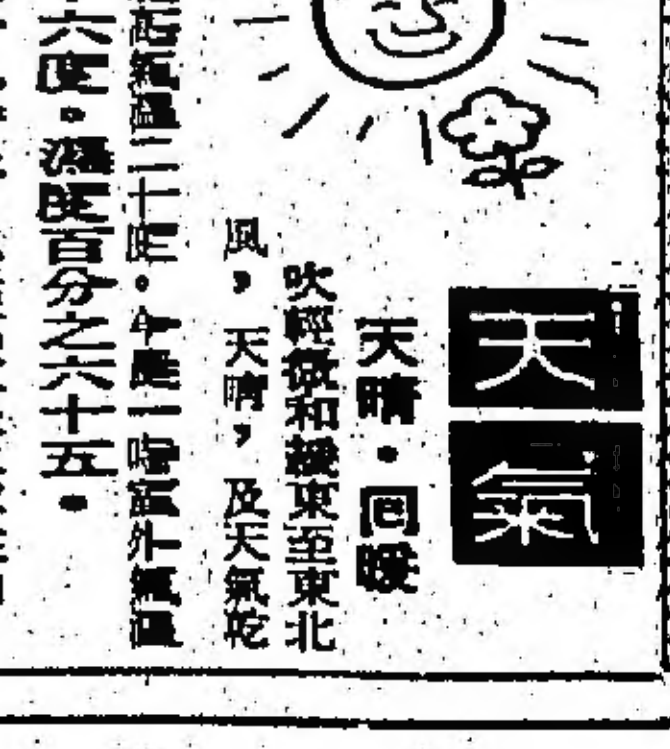 天氣
天晴。回暖
吹輕微和緩東至東北
風，天晴，及天氣乾
氣溫二十度。今晨一時室外氣溫
六度。濕度百分之六十五。